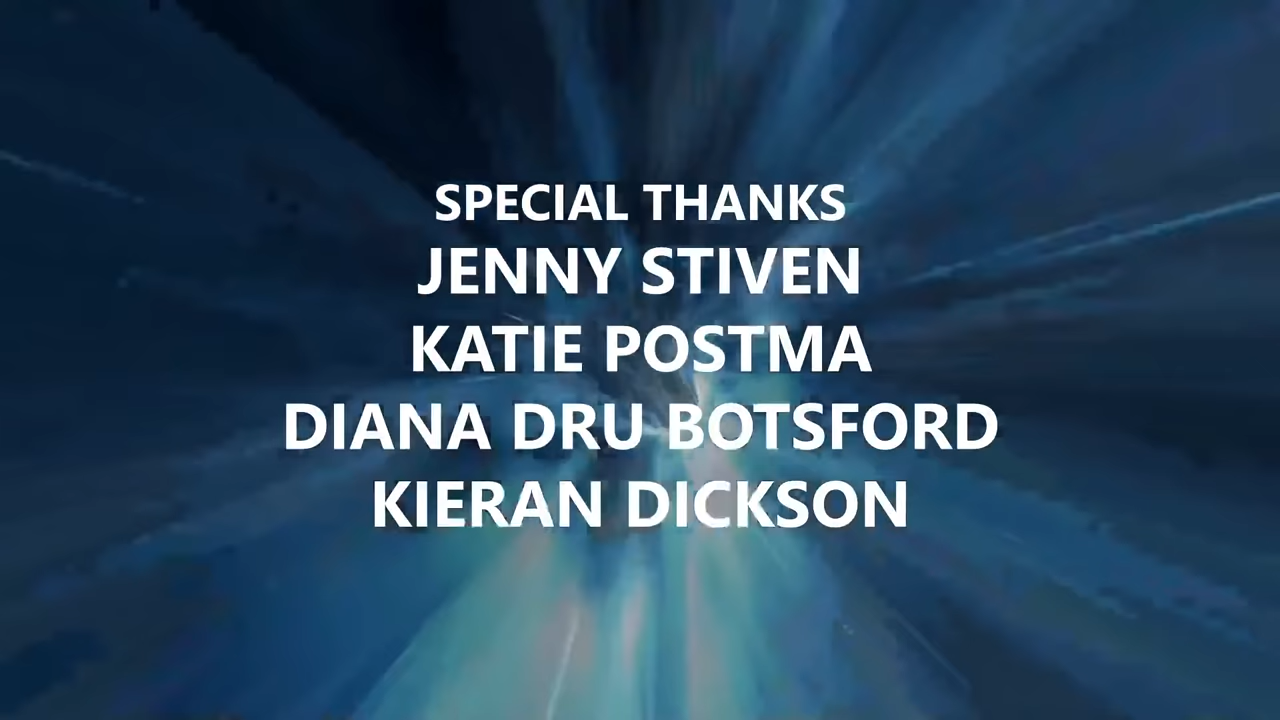 SPECIAL THANKS
JENNY STIVEN
KATIE POSTMA
DIANA DRU BOTSFORD
KIERAN DICKSON